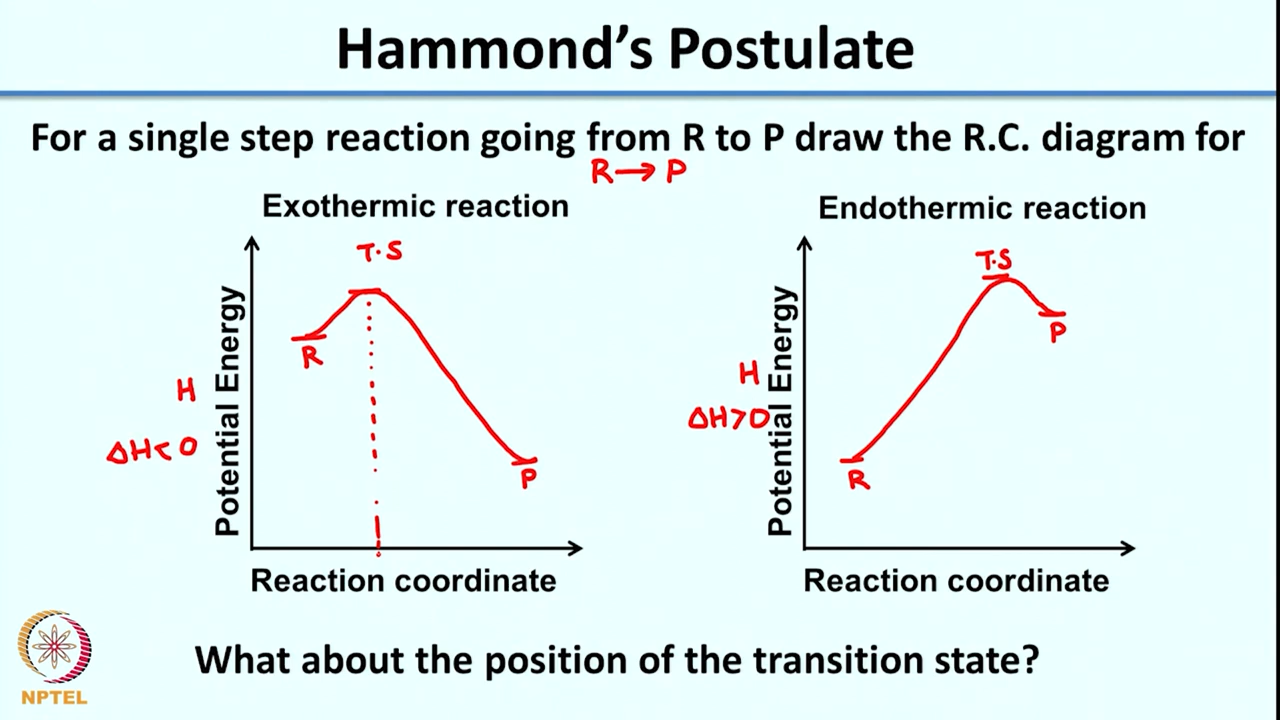 Hammond's Postulate
For a single step reaction going from R to P draw the R.C. diagram for
R→P
Exothermic reaction
T.S
R
P
H
ΔH<0
Potential Energy
Reaction coordinate
Endothermic reaction
T.S
P
R
H
ΔH>0
Potential Energy
Reaction coordinate
What about the position of the transition state?
NPTEL